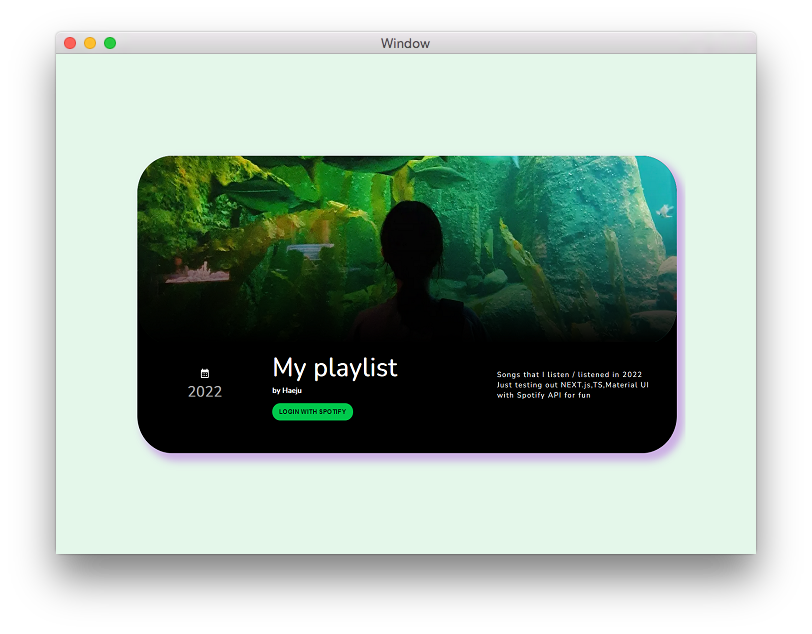 Window
2022
My playlist
by Haeju
LOGIN WITH SPOTIFY
Songs that I listen / listened in 2022
Just testing out NEXT.js,TS,Material UI
with Spotify API for fun